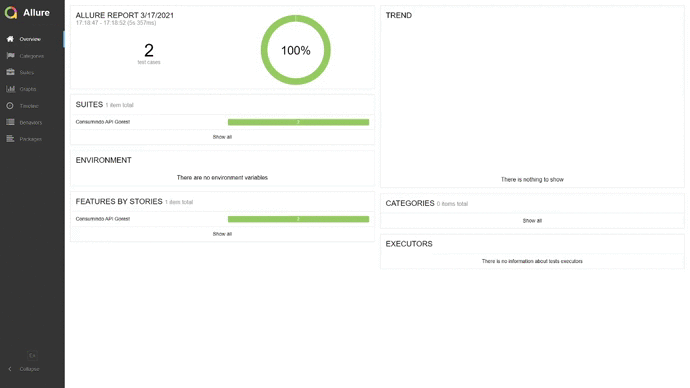 Allure
Overview
Categories
Suites
Graphs
Timeline
Behaviors
Packages
En
Collapse
ALLURE REPORT 3/17/2021
17:18:47 - 17:18:52 (5s 357ms)
2
test cases
100%
SUITES 1 item total
Consumindo API Gorest
2
Show all
ENVIRONMENT
There are no environment variables
FEATURES BY STORIES 1 item total
Consumindo API Gorest
2
Show all
TREND
There is nothing to show
CATEGORIES 0 items total
Show all
EXECUTORS
There is no information about tests executors